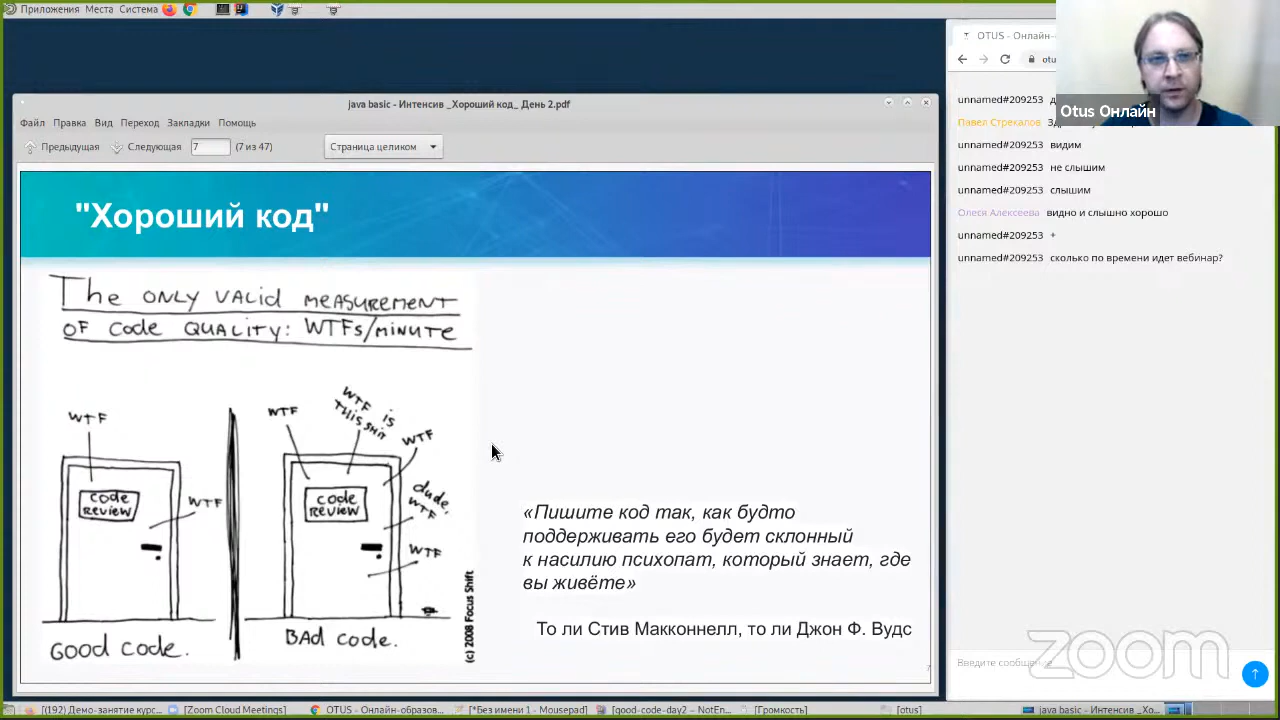 Приложения Места Система
java basic - Интенсив _Хороший код_ День 2.pdf
Файл Правка Вид Переход Закладки Помощь
Предыдущая Следующая 7 (7 из 47) Страница целиком
"Хороший код"
The ONLY VALID MEASUREMENT
OF Code QUALITY: WTFs/MINUTE
WTF
code
REVIEW
WTF
Good code.
WTF
WTF is
THIS SHIT
WTF
code
REVIEW
dude,
WTF
WTF
BAd code.
(c) 2008 Focus Shift
«Пишите код так, как будто
поддерживать его будет склонный
к насилию психопат, который знает, где
вы живёте»
То ли Стив Макконнелл, то ли Джон Ф. Вудс
7
OTUS - Онлайн-
otu
Otus Онлайн
unnamed#209253
Павел Стрекалов
unnamed#209253 видим
unnamed#209253 не слышим
unnamed#209253 слышим
Олеся Алексеева видно и слышно хорошо
unnamed#209253 +
unnamed#209253 сколько по времени идет вебинар?
Введите сообщение
zoom
[(192) Демо-занятие курс... [Zoom Cloud Meetings] OTUS - Онлайн-образов... [*Без имени 1 - Mousepad] [good-code-day2 – NotEn... [Громкость] [otus] java basic - Интенсив _Хо...